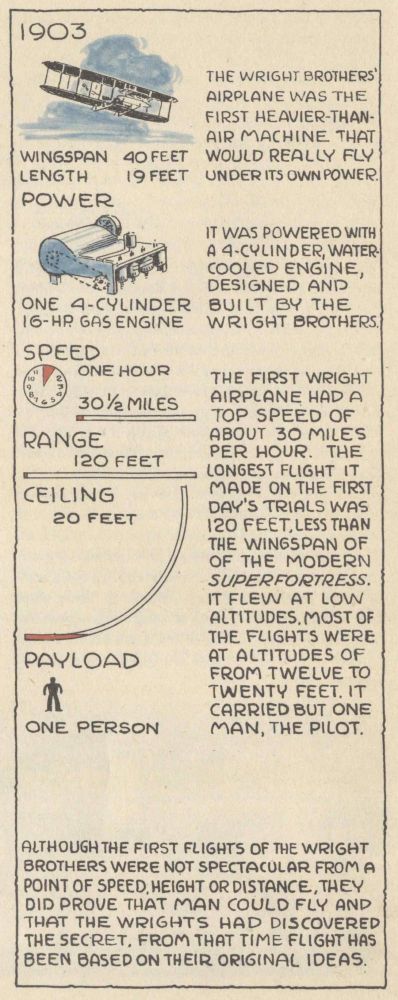 1903
THE WRIGHT BROTHERS'
AIRPLANE WAS THE
FIRST HEAVIER-THAN-
AIR MACHINE THAT
WOULD REALLY FLY
UNDER ITS OWN POWER.
WINGSPAN 40 FEET
LENGTH 19 FEET
POWER
IT WAS POWERED WITH
A 4-CYLINDER, WATER-
COOLED ENGINE,
DESIGNED AND
BUILT BY THE
WRIGHT BROTHERS.
ONE 4-CYLINDER
16-HP GAS ENGINE
SPEED
ONE HOUR
30½ MILES
RANGE
120 FEET
CEILING
20 FEET
THE FIRST WRIGHT
AIRPLANE HAD A
TOP SPEED OF
ABOUT 30 MILES
PER HOUR. THE
LONGEST FLIGHT IT
MADE ON THE FIRST
DAY'S TRIALS WAS
120 FEET, LESS THAN
THE WINGSPAN OF
OF THE MODERN
SUPERFORTRESS.
IT FLEW AT LOW
ALTITUDES. MOST OF
THE FLIGHTS WERE
AT ALTITUDES OF
FROM TWELVE TO
TWENTY FEET. IT
CARRIED BUT ONE
MAN, THE PILOT.
PAYLOAD
ONE PERSON
ALTHOUGH THE FIRST FLIGHTS OF THE WRIGHT
BROTHERS WERE NOT SPECTACULAR FROM A
POINT OF SPEED, HEIGHT OR DISTANCE, THEY
DID PROVE THAT MAN COULD FLY AND
THAT THE WRIGHTS HAD DISCOVERED
THE SECRET. FROM THAT TIME FLIGHT HAS
BEEN BASED ON THEIR ORIGINAL IDEAS.